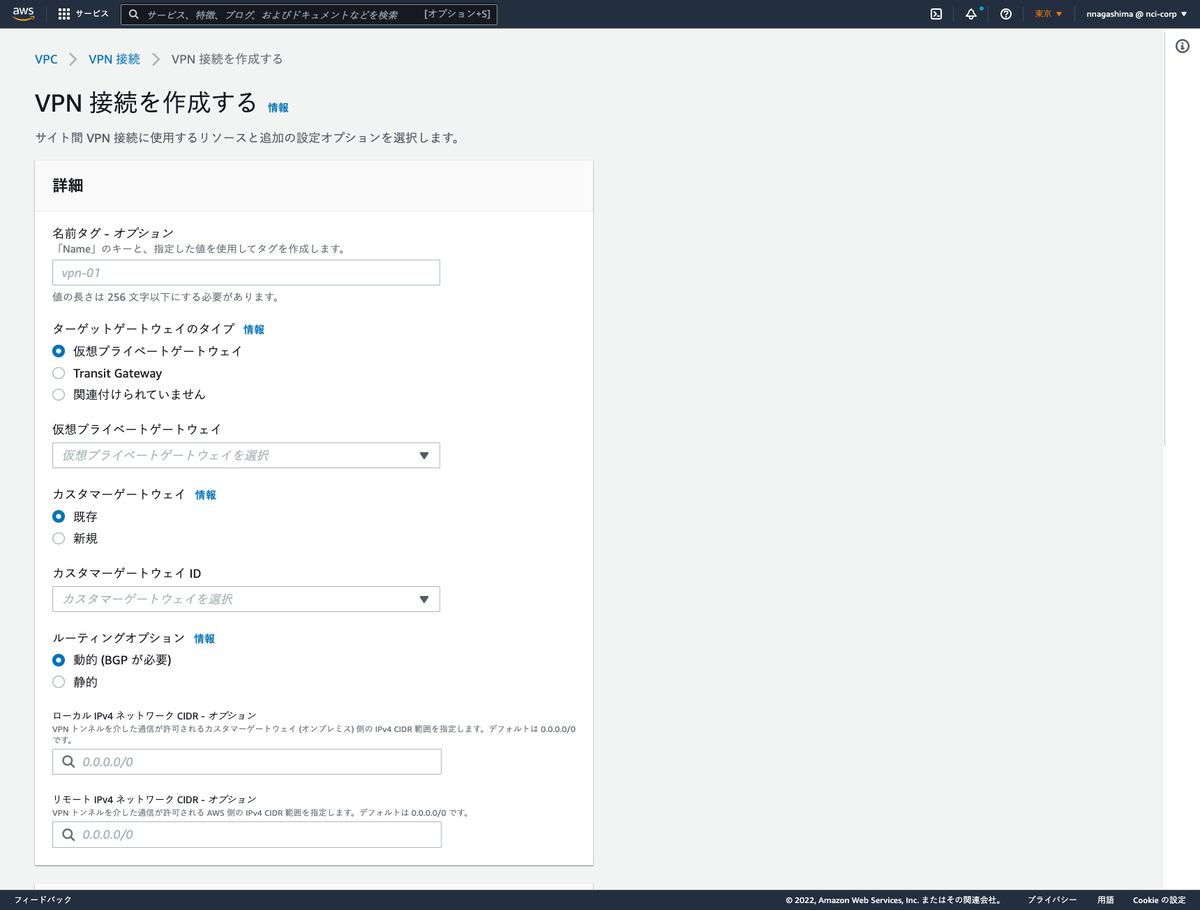 aws サービス サービス、特徴、ブログ、およびドキュメントなどを検索 [オプション+S] 東京 ▼ nnagashima @ nci-corp ▼
VPC > VPN 接続 > VPN 接続を作成する
VPN 接続を作成する 情報
サイト間 VPN 接続に使用するリソースと追加の設定オプションを選択します。
詳細
名前タグ - オプション
「Name」のキーと、指定した値を使用してタグを作成します。
vpn-01
値の長さは 256 文字以下にする必要があります。
ターゲットゲートウェイのタイプ 情報
仮想プライベートゲートウェイ
Transit Gateway
関連付けられていません
仮想プライベートゲートウェイ
仮想プライベートゲートウェイを選択
カスタマーゲートウェイ 情報
既存
新規
カスタマーゲートウェイ ID
カスタマーゲートウェイを選択
ルーティングオプション 情報
動的 (BGP が必要)
静的
ローカル IPv4 ネットワーク CIDR - オプション
VPN トンネルを介した通信が許可されるカスタマーゲートウェイ (オンプレミス) 側の IPv4 CIDR 範囲を指定します。デフォルトは 0.0.0.0/0
です。
0.0.0.0/0
リモート IPv4 ネットワーク CIDR - オプション
VPN トンネルを介した通信が許可される AWS 側の IPv4 CIDR 範囲を指定します。デフォルトは 0.0.0.0/0 です。
0.0.0.0/0
フィードバック © 2022, Amazon Web Services, Inc. またはその関連会社。 プライバシー 用語 Cookie の設定